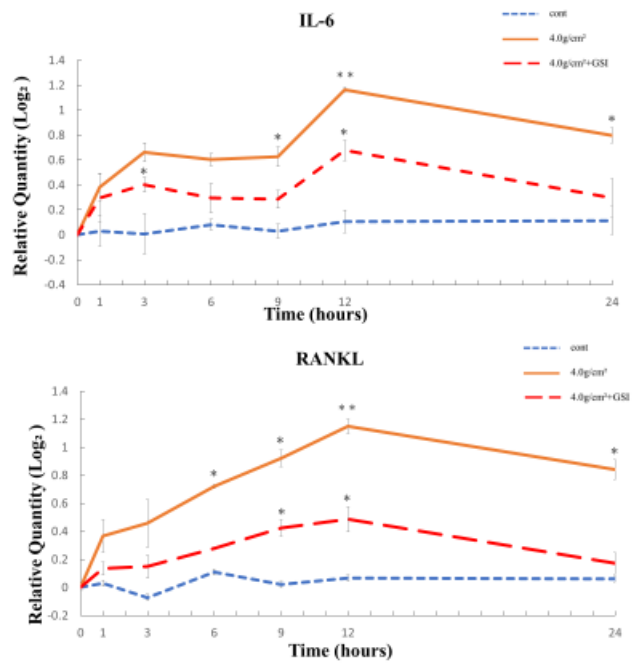 IL-6
cont
4.0g/cm²
4.0g/cm²+GSI
Relative Quantity (Log₂)
1.4
1.2
1
0.8
0.6
0.4
0.2
0
-0.2
-0.4
* * * ** * *
0 1 3 6 9 12 24
Time (hours)
RANKL
cont
4.0g/cm²
4.0g/cm²+GSI
Relative Quantity (Log₂)
1.4
1.2
1
0.8
0.6
0.4
0.2
0
-0.2
* * ** * * *
0 1 3 6 9 12 24
Time (hours)